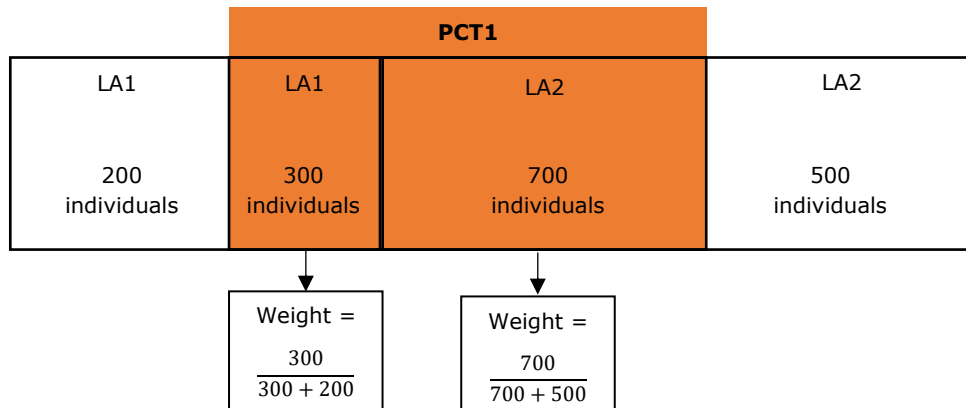 PCT1
LA1
200
individuals
LA1
300
individuals
LA2
700
individuals
LA2
500
individuals
Weight =
300
300 + 200
Weight =
700
700 + 500